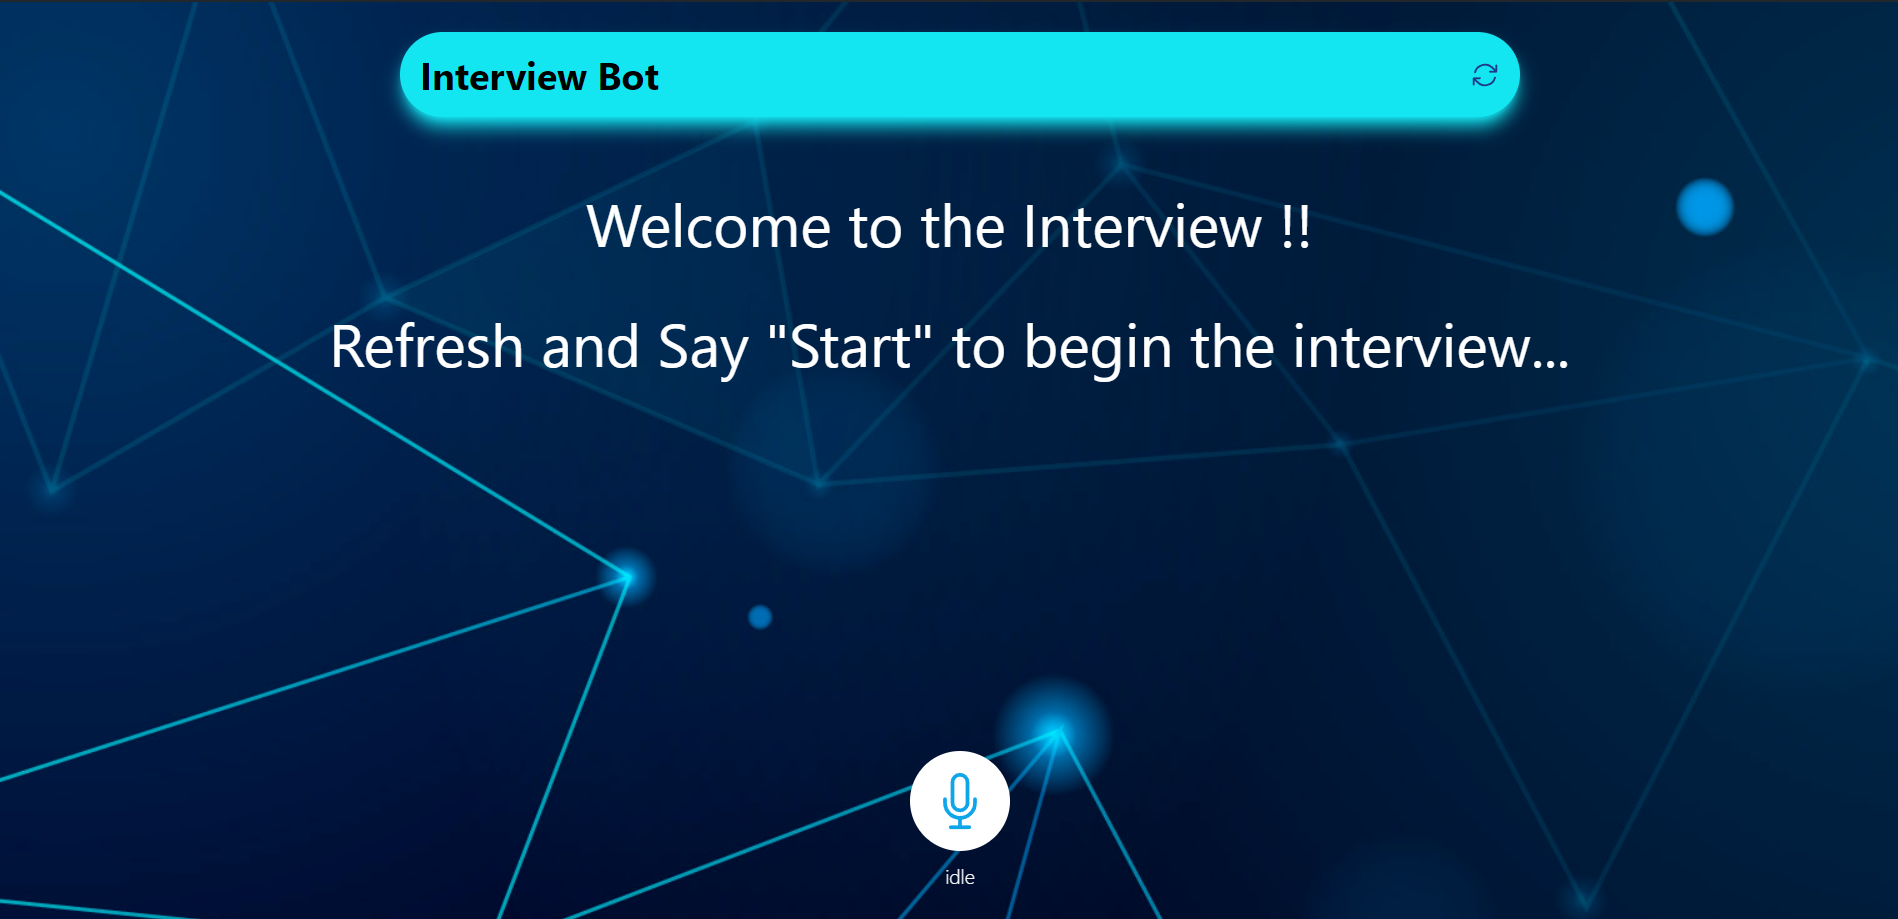 Interview Bot
Welcome to the Interview !!
Refresh and Say "Start" to begin the interview...
idle